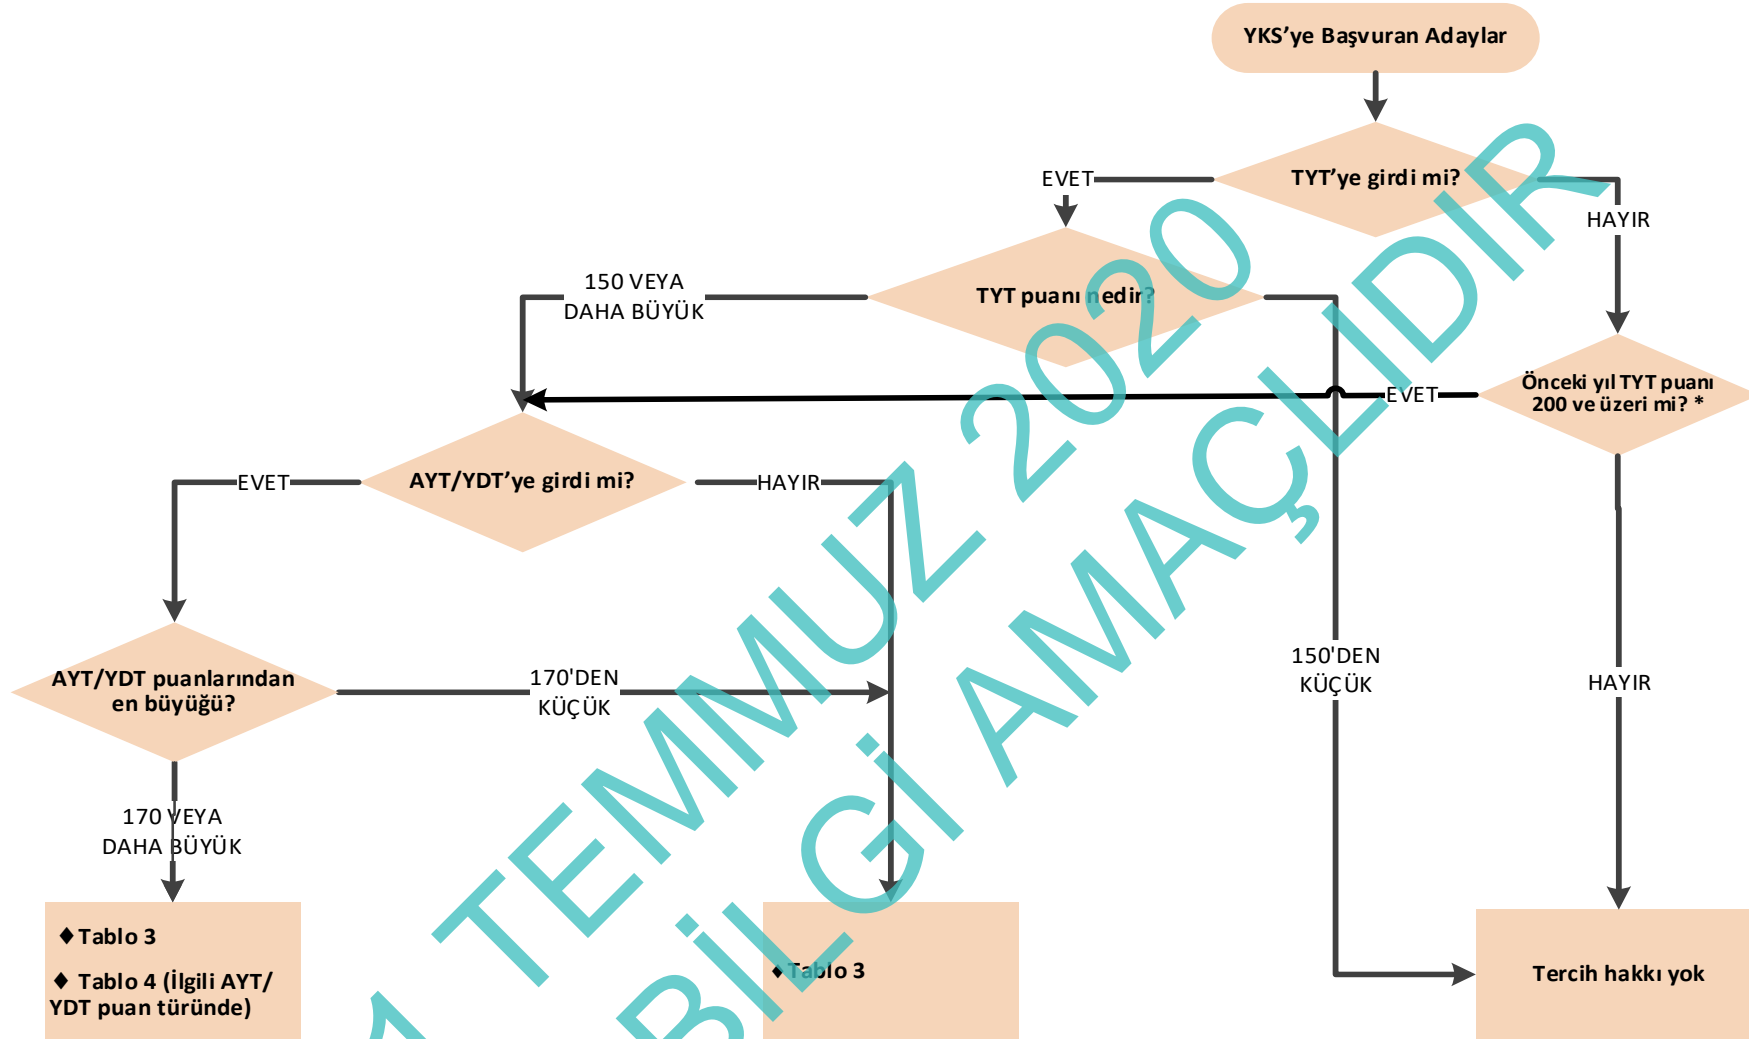 YKS’ye Başvuran Adaylar
TYT’ye girdi mi?
EVET
HAYIR
TYT puanı nedir?
150 VEYA
DAHA BÜYÜK
Önceki yıl TYT puanı
200 ve üzeri mi? *
EVET
AYT/YDT’ye girdi mi?
EVET
HAYIR
AYT/YDT puanlarından
en büyüğü?
170'DEN
KÜÇÜK
150'DEN
KÜÇÜK
HAYIR
170 VEYA
DAHA BÜYÜK
♦ Tablo 3
♦ Tablo 4 (İlgili AYT/
YDT puan türünde)
♦ Tablo 3
Tercih hakkı yok
1 TEMMUZ 2020
BİLGİ AMAÇLIDIR